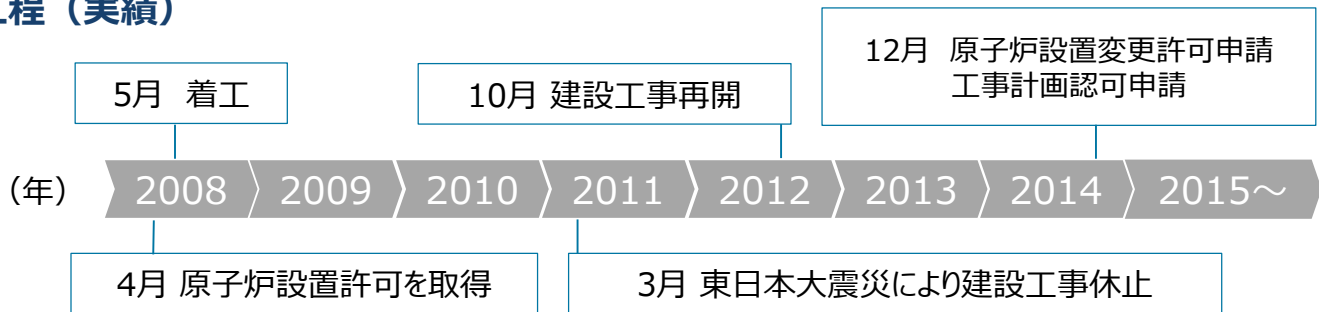 工程（実績）
5月 着工
10月 建設工事再開
12月 原子炉設置変更許可申請
工事計画認可申請
（年） 2008 2009 2010 2011 2012 2013 2014 2015～
4月 原子炉設置許可を取得
3月 東日本大震災により建設工事休止